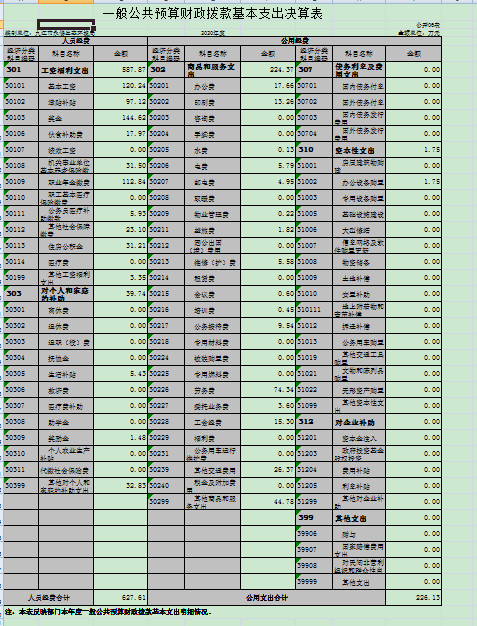 一般公共预算财政拨款基本支出决算表
公开06表
2020年度
金额单位：万元
人员经费 公用经费
经济分类科目编码 科目名称 金额 经济分类科目编码 科目名称 金额 经济分类科目编码 科目名称 金额
301 工资福利支出 587.87 302 商品和服务支出 224.37 307 债务利息及费用支出 0.00
30101 基本工资 120.24 30201 办公费 17.66 30701 国内债务付息 0.00
30102 津贴补贴 97.12 30202 印刷费 13.26 30702 国外债务付息 0.00
30103 奖金 144.62 30203 咨询费 0.00 30703 国内债务发行费用 0.00
30106 伙食补助费 17.97 30204 手续费 0.00 30704 国外债务发行费用 0.00
30107 绩效工资 0.00 30205 水费 0.13 310 资本性支出 1.75
30108 机关事业单位基本养老保险缴 31.50 30206 电费 5.79 31001 房屋建筑物购建 0.00
30109 职业年金缴费 112.84 30207 邮电费 4.95 31002 办公设备购置 1.75
30110 职工基本医疗保险缴费 0.00 30208 取暖费 0.00 31003 专用设备购置 0.00
30111 公务员医疗补助缴费 5.93 30209 物业管理费 0.22 31005 基础设施建设 0.00
30112 其他社会保障缴费 23.10 30211 差旅费 1.82 31006 大型修缮 0.00
30113 住房公积金 31.21 30212 因公出国（境）费用 0.00 31007 信息网络及软件购置更新 0.00
30114 医疗费 0.00 30213 维修（护）费 5.58 31008 物资储备 0.00
30199 其他工资福利支出 3.35 30214 租赁费 0.00 31009 土地补偿 0.00
303 对个人和家庭的补助 39.74 30215 会议费 0.60 31010 安置补助 0.00
30301 离休费 0.00 30216 培训费 0.45 310111 地上附着物和青苗补偿 0.00
30302 退休费 0.00 30217 公务接待费 9.54 31012 拆迁补偿 0.00
30303 退职（役）费 0.00 30218 专用材料费 0.00 31013 公务用车购置 0.00
30304 抚恤金 0.00 30224 被装购置费 0.00 31019 其他交通工具购置 0.00
30305 生活补贴 5.43 30225 专用燃料费 0.00 31021 文物和陈列品购置 0.00
30306 救济费 0.00 30226 劳务费 74.34 31022 无形资产购置 0.00
30307 医疗费补助 0.00 30227 委托业务费 3.60 31099 其他资本性支出 0.00
30308 助学金 0.00 30228 工会经费 15.30 312 对企业补助 0.00
30309 奖励金 1.48 30229 福利费 0.00 31201 资本金注入 0.00
30310 个人农业生产补贴 0.00 30231 公务用车运行维护费 0.00 31203 政府投资基金股权投资 0.00
30311 代缴社会保险费 0.00 30239 其他交通费用 26.37 31204 费用补贴 0.00
30399 其他对个人和家庭的补助支出 32.83 30240 税金及附加费用 0.00 31205 利息补贴 0.00
30299 其他商品和服务支出 44.78 31299 其他对企业补助 0.00
399 其他支出 0.00
39906 赠与 0.00
39907 国家赔偿费用支出 0.00
39908 对民间非营利组织和群众性自 0.00
39999 其他支出 0.00
人员经费合计 627.61 公用支出合计 226.13
注：本表反映部门本年度一般公共预算财政拨款基本支出明细情况。